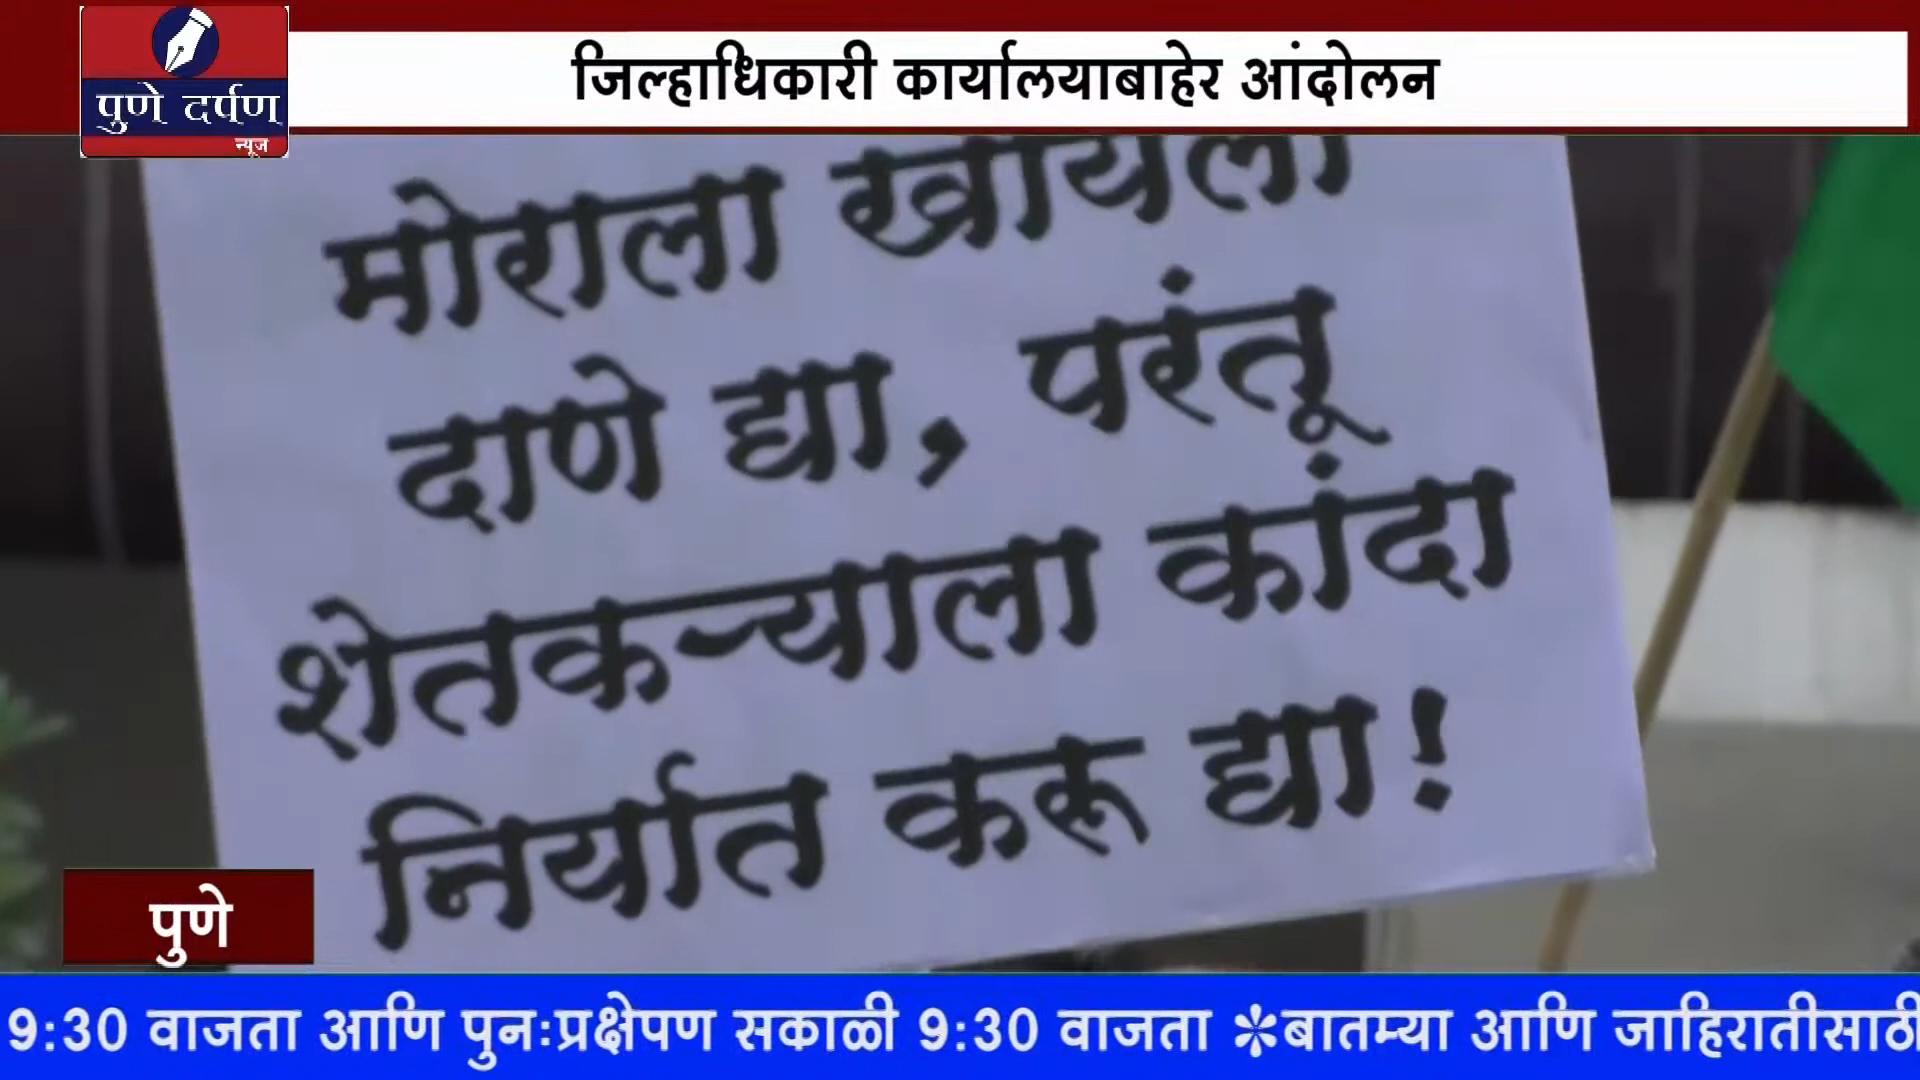 जिल्हाधिकारी कार्यालयाबाहेर आंदोलन
पुणे दर्पण
न्यूज
मोराला खायला
दाणे द्या, परंतू
शेतकऱ्याला कांदा
निर्यात करू द्या!
पुणे
9:30 वाजता आणि पुनःप्रक्षेपण सकाळी 9:30 वाजता ✻बातम्या आणि जाहिरातीसाठी